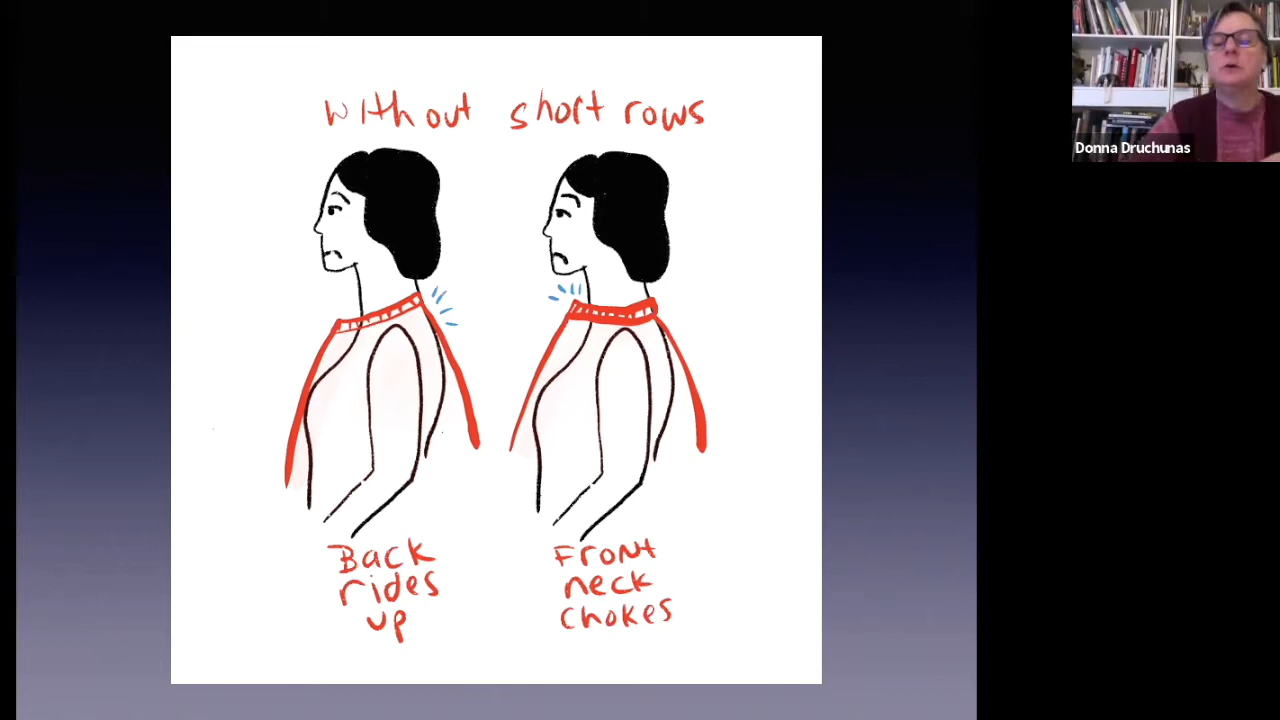 without short rows
Donna Druchunas
Back
rides
up
Front
neck
chokes